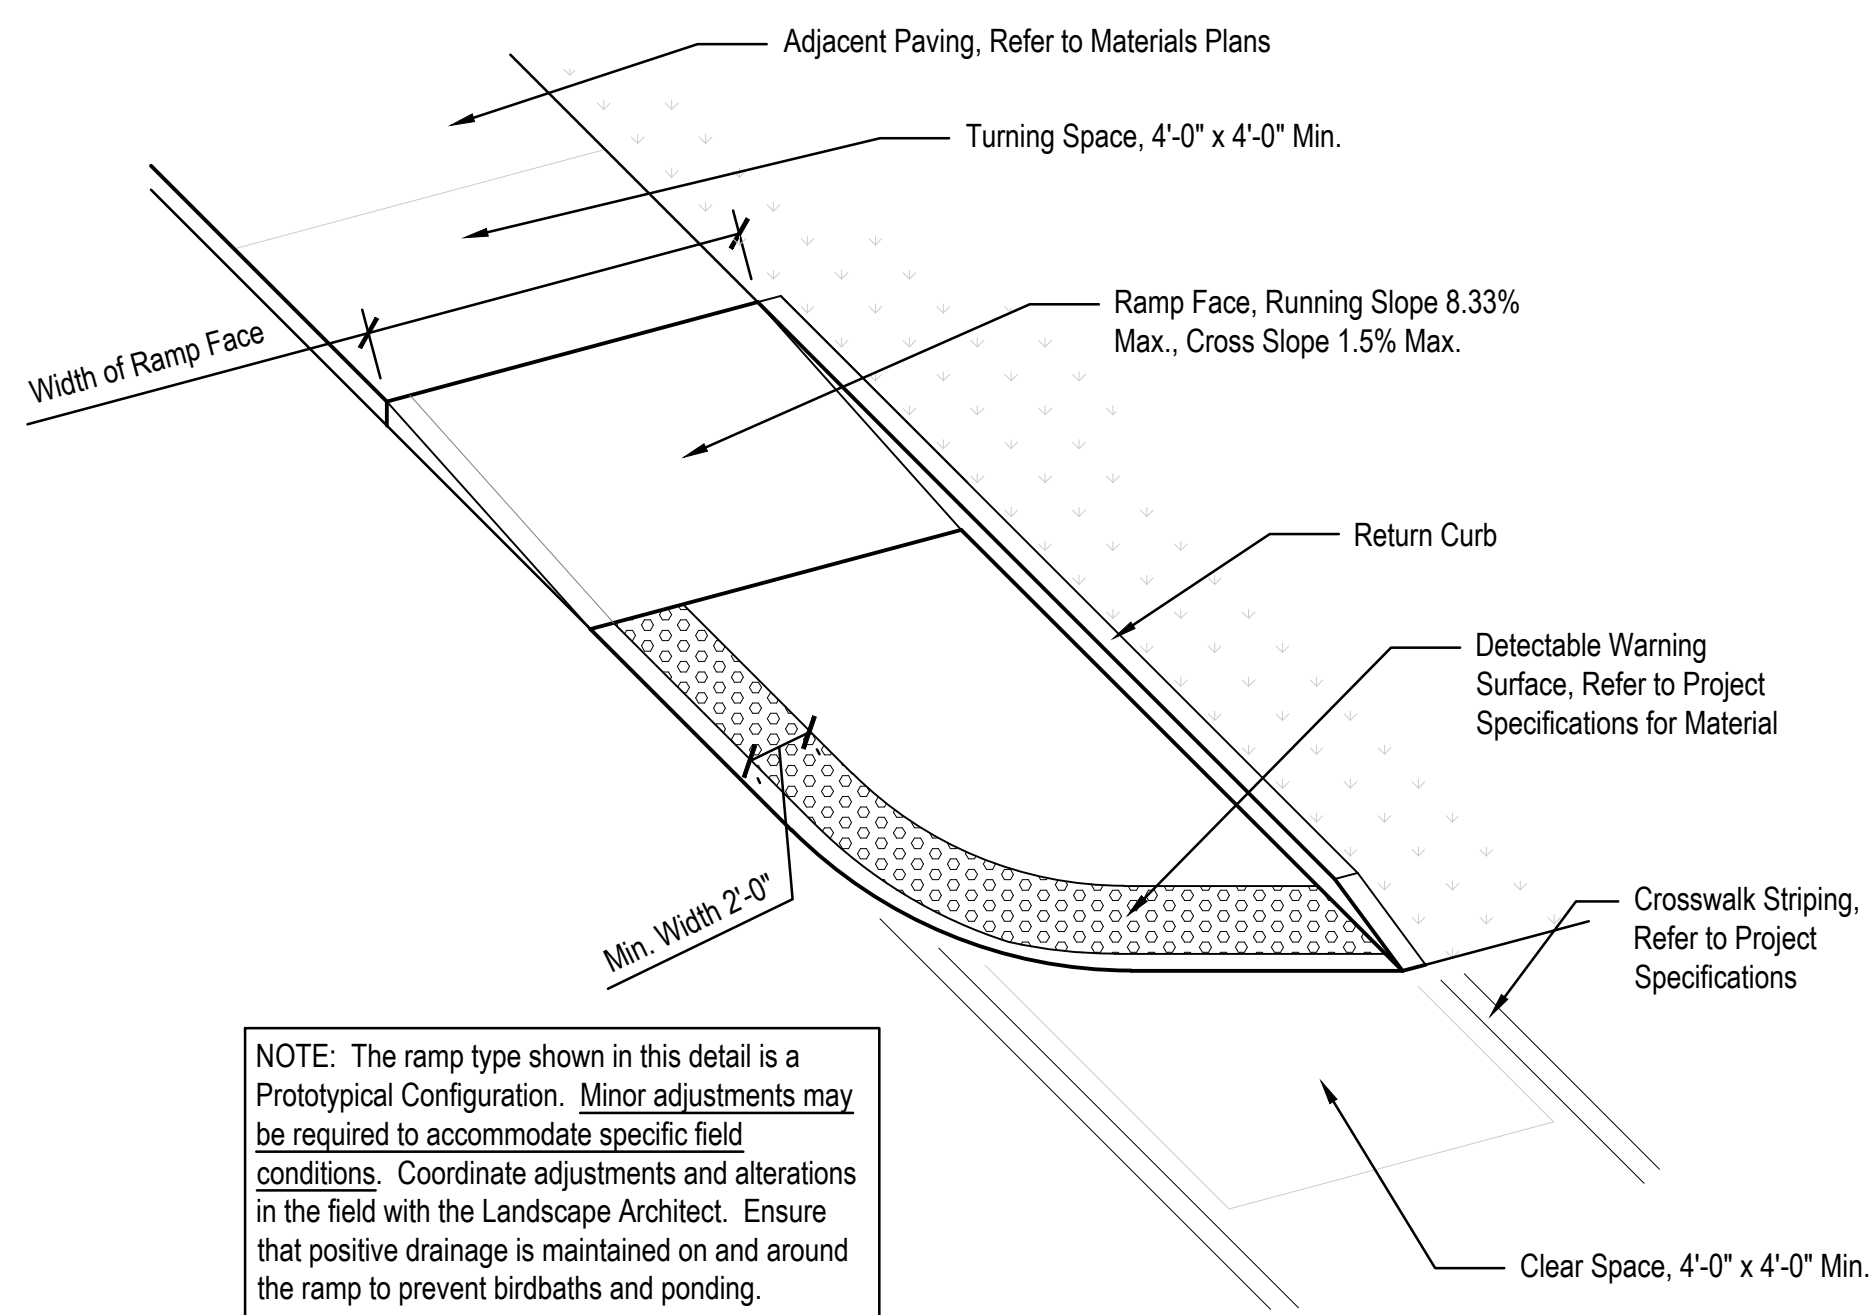 Adjacent Paving, Refer to Materials Plans
Turning Space, 4'-0" x 4'-0" Min.
Ramp Face, Running Slope 8.33%
Max., Cross Slope 1.5% Max.
Width of Ramp Face
Return Curb
Detectable Warning
Surface, Refer to Project
Specifications for Material
Min. Width 2'-0"
Crosswalk Striping,
Refer to Project
Specifications
NOTE: The ramp type shown in this detail is a
Prototypical Configuration. Minor adjustments may
be required to accommodate specific field
conditions. Coordinate adjustments and alterations
in the field with the Landscape Architect. Ensure
that positive drainage is maintained on and around
the ramp to prevent birdbaths and ponding.
Clear Space, 4'-0" x 4'-0" Min.